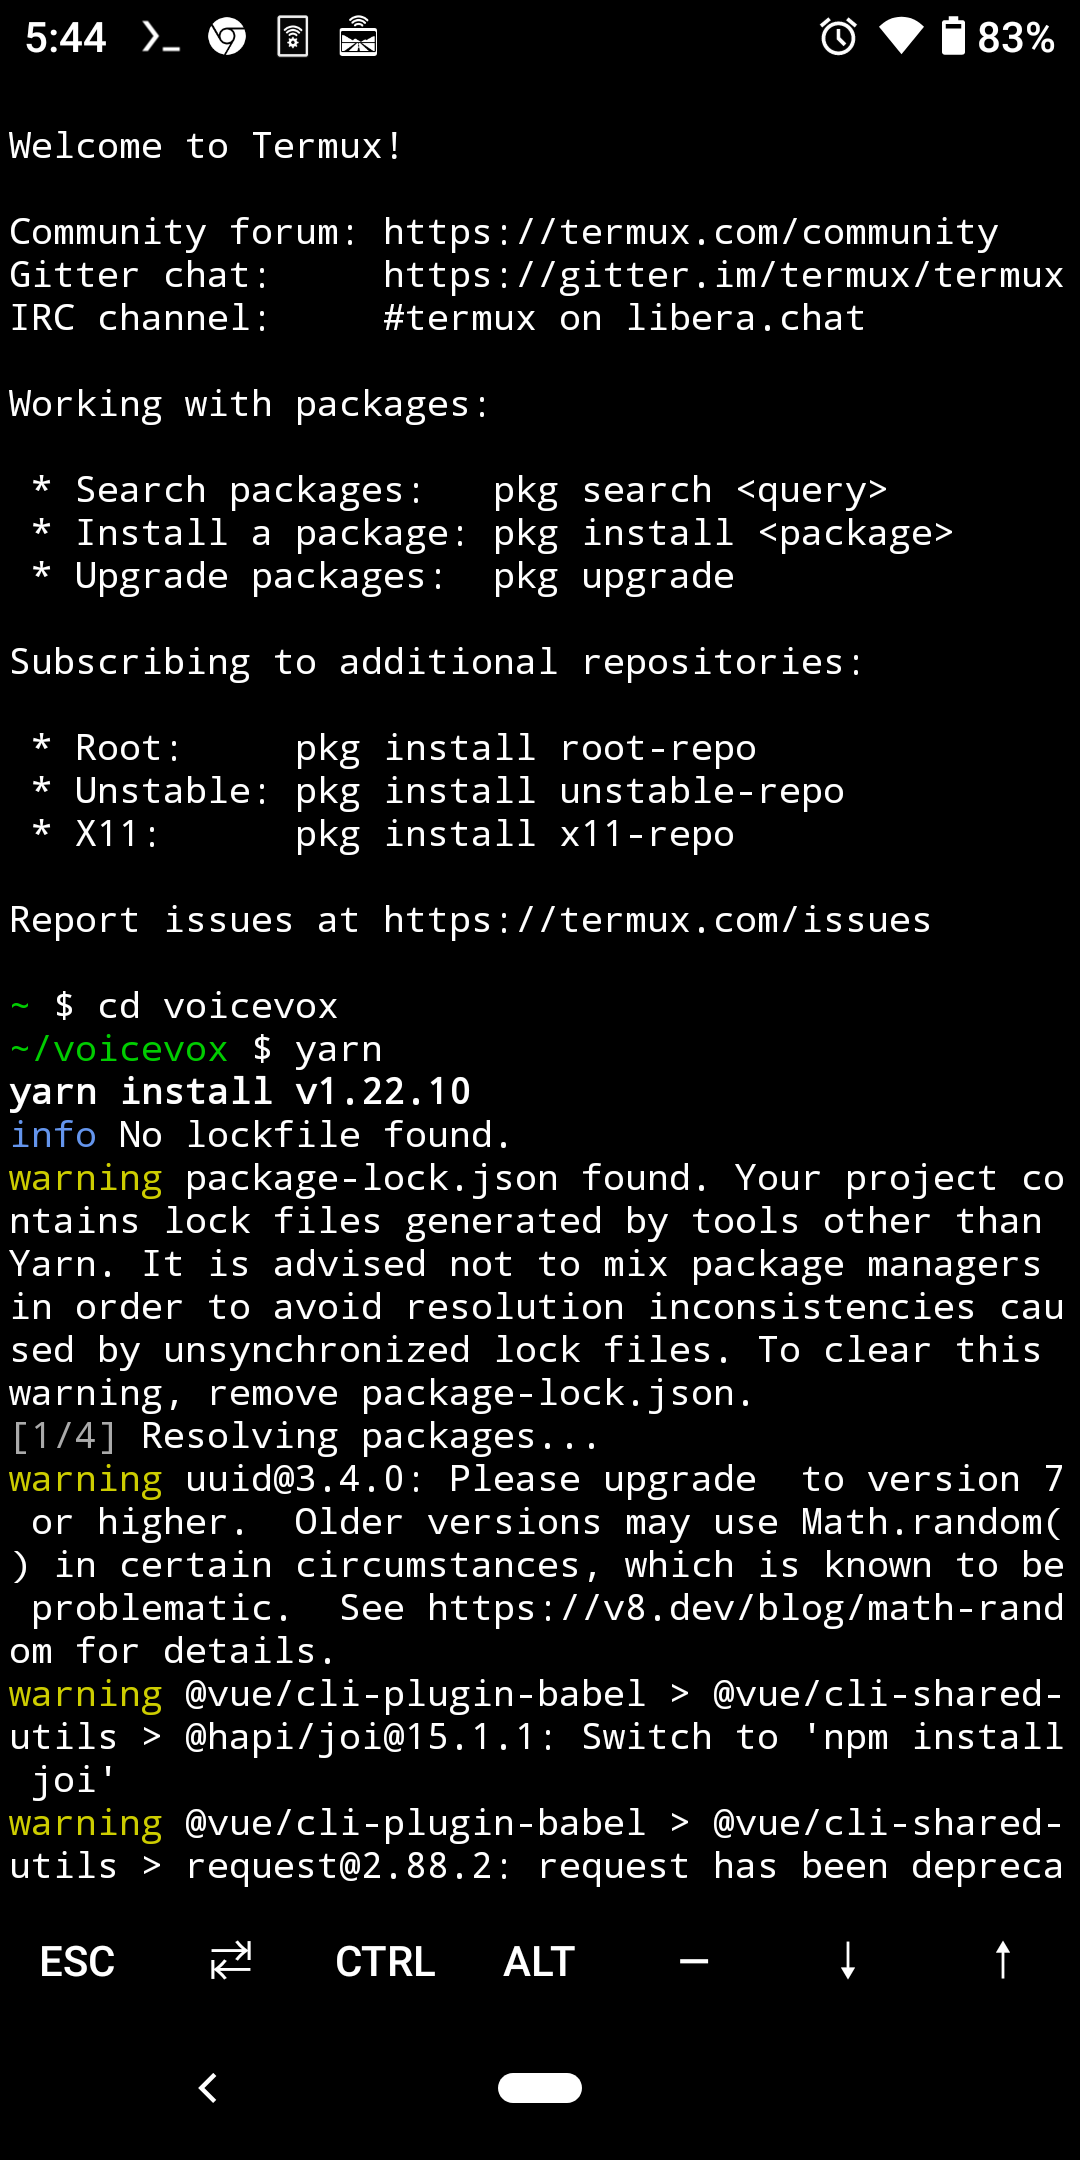 5:44 83%
Welcome to Termux!
Community forum: https://termux.com/community
Gitter chat:     https://gitter.im/termux/termux
IRC channel:     #termux on libera.chat
Working with packages:
 * Search packages:   pkg search <query>
 * Install a package: pkg install <package>
 * Upgrade packages:  pkg upgrade
Subscribing to additional repositories:
 * Root:     pkg install root-repo
 * Unstable: pkg install unstable-repo
 * X11:      pkg install x11-repo
Report issues at https://termux.com/issues
~ $ cd voicevox
~/voicevox $ yarn
yarn install v1.22.10
info No lockfile found.
warning package-lock.json found. Your project co
ntains lock files generated by tools other than
Yarn. It is advised not to mix package managers
in order to avoid resolution inconsistencies cau
sed by unsynchronized lock files. To clear this
warning, remove package-lock.json.
[1/4] Resolving packages...
warning uuid@3.4.0: Please upgrade  to version 7
 or higher.  Older versions may use Math.random(
) in certain circumstances, which is known to be
 problematic.  See https://v8.dev/blog/math-rand
om for details.
warning @vue/cli-plugin-babel > @vue/cli-shared-
utils > @hapi/joi@15.1.1: Switch to 'npm install
 joi'
warning @vue/cli-plugin-babel > @vue/cli-shared-
utils > request@2.88.2: request has been depreca
ESC CTRL ALT — ↓ ↑